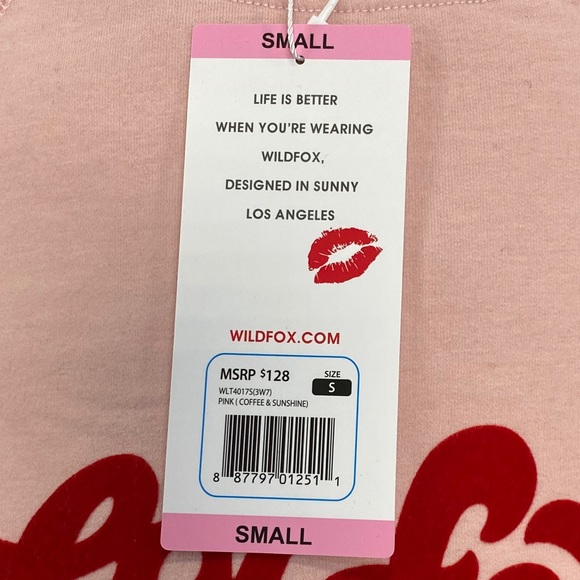 SMALL
LIFE IS BETTER
WHEN YOU'RE WEARING
WILDFOX,
DESIGNED IN SUNNY
LOS ANGELES
WILDFOX.COM
MSRP $128
SIZE
S
WLT4017S(3W7)
PINK ( COFFEE & SUNSHINE)
8 87797 01251 1
SMALL